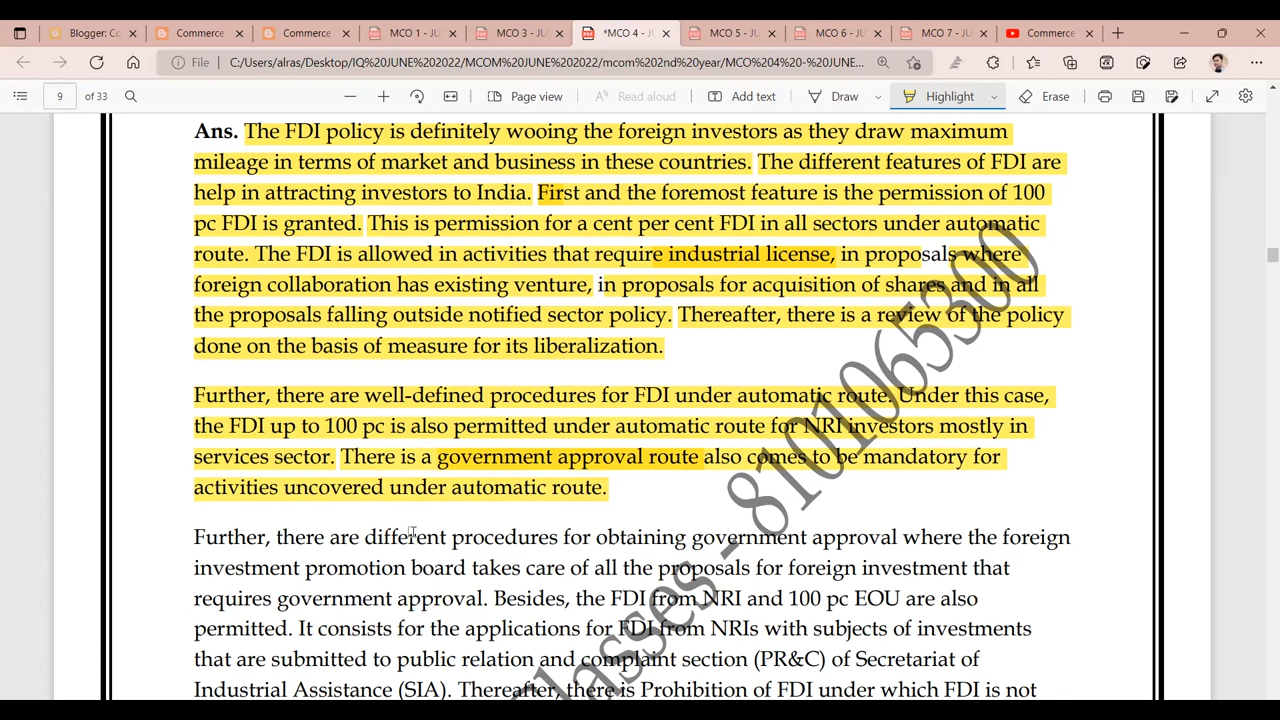 Blogger: Cc
Commerce
Commerce
MCO 1 - JU
MCO 3 - JU
*MCO 4 - JU
MCO 5 - JU
MCO 6 - JU
MCO 7 - JU
Commerce
File
C:/Users/alras/Desktop/IQ%20JUNE%202022/MCOM%20JUNE%202022/mcom%202nd%20year/MCO%204%20-%20JUNE...
9 of 33
Page view
Read aloud
Add text
Draw
Highlight
Erase
Ans. The FDI policy is definitely wooing the foreign investors as they draw maximum
mileage in terms of market and business in these countries. The different features of FDI are
help in attracting investors to India. First and the foremost feature is the permission of 100
pc FDI is granted. This is permission for a cent per cent FDI in all sectors under automatic
route. The FDI is allowed in activities that require industrial license, in proposals where
foreign collaboration has existing venture, in proposals for acquisition of shares and in all
the proposals falling outside notified sector policy. Thereafter, there is a review of the policy
done on the basis of measure for its liberalization.
Further, there are well-defined procedures for FDI under automatic route. Under this case,
the FDI up to 100 pc is also permitted under automatic route for NRI investors mostly in
services sector. There is a government approval route also comes to be mandatory for
activities uncovered under automatic route.
Further, there are different procedures for obtaining government approval where the foreign
investment promotion board takes care of all the proposals for foreign investment that
requires government approval. Besides, the FDI from NRI and 100 pc EOU are also
permitted. It consists for the applications for FDI from NRIs with subjects of investments
that are submitted to public relation and complaint section (PR&C) of Secretariat of
Industrial Assistance (SIA). Thereafter, there is Prohibition of FDI under which FDI is not
Classes - 8101065300